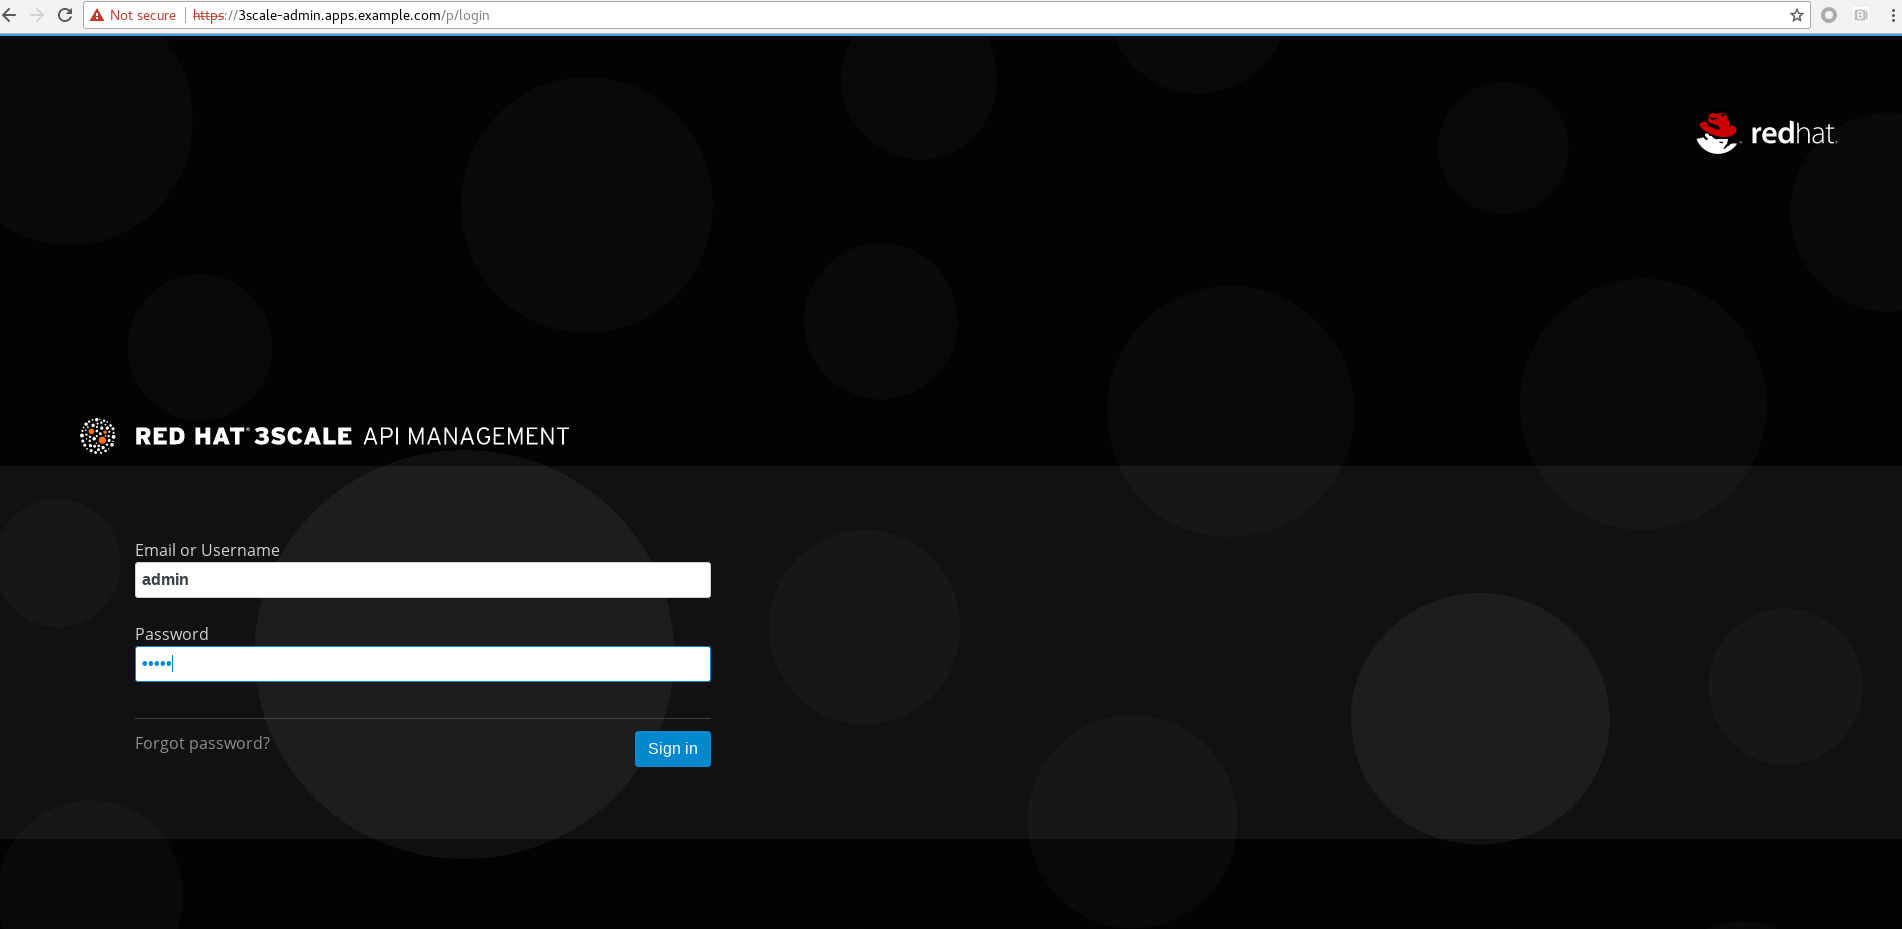 Not secure https://3scale-admin.apps.example.com/p/login
redhat.
RED HAT® 3SCALE API MANAGEMENT
Email or Username
admin
Password
•••••
Forgot password?
Sign in